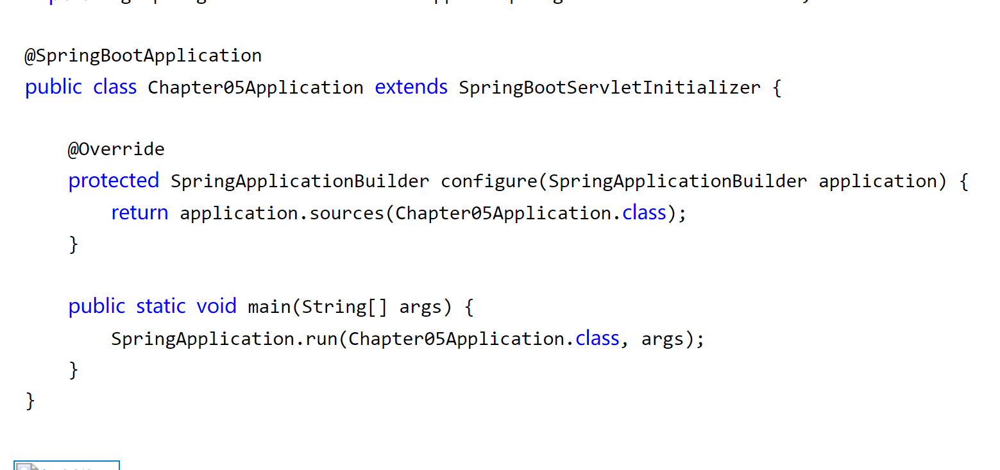 @SpringBootApplication
public class Chapter05Application extends SpringBootServletInitializer {
@Override
protected SpringApplicationBuilder configure(SpringApplicationBuilder application) {
return application.sources(Chapter05Application.class);
}
public static void main(String[] args) {
SpringApplication.run(Chapter05Application.class, args);
}
}